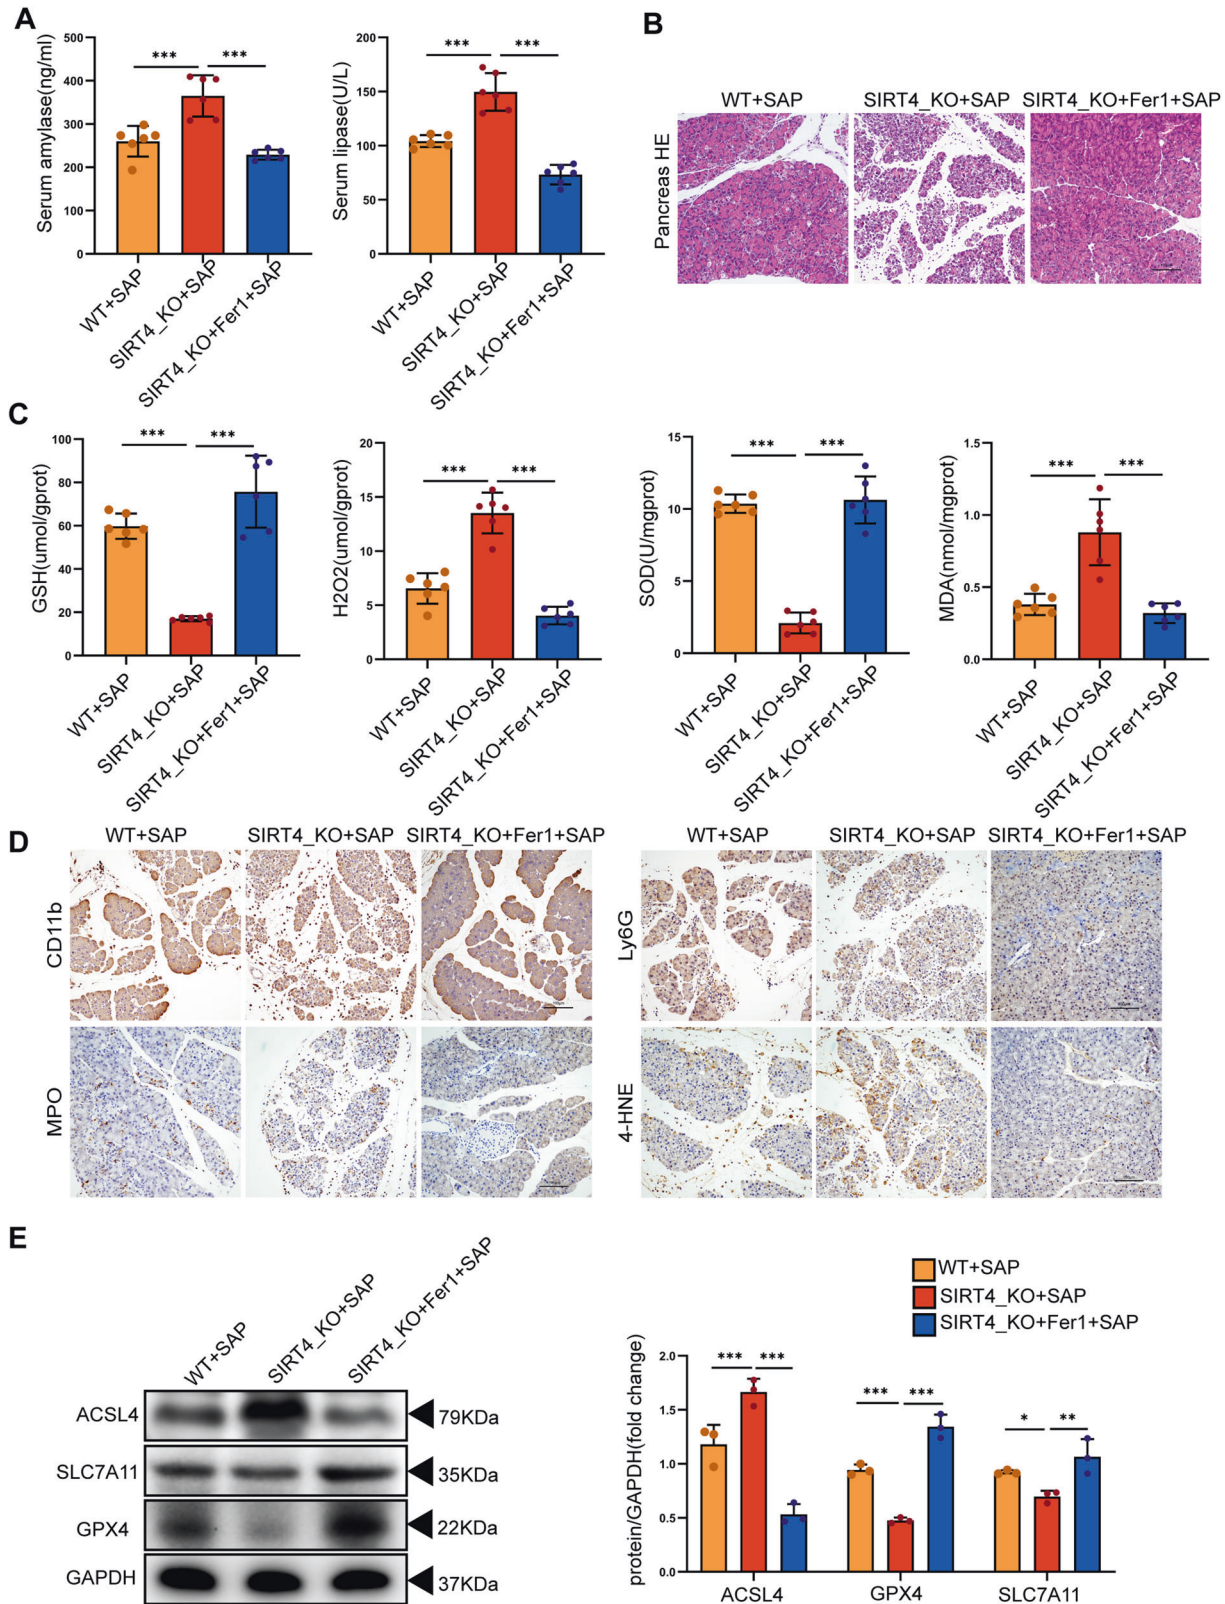 A
Serum amylase(ng/ml)
500
400
300
200
100
0
***
***
WT+SAP
SIRT4_KO+SAP
SIRT4_KO+Fer1+SAP
Serum lipase(U/L)
200
150
100
50
0
***
***
WT+SAP
SIRT4_KO+SAP
SIRT4_KO+Fer1+SAP
B
WT+SAP
SIRT4_KO+SAP
SIRT4_KO+Fer1+SAP
Pancreas HE
C
GSH(umol/gprot)
100
80
60
40
20
0
***
***
WT+SAP
SIRT4_KO+SAP
SIRT4_KO+Fer1+SAP
H2O2(umol/gprot)
20
15
10
5
0
***
***
WT+SAP
SIRT4_KO+SAP
SIRT4_KO+Fer1+SAP
SOD(U/mgprot)
15
10
5
0
***
***
WT+SAP
SIRT4_KO+SAP
SIRT4_KO+Fer1+SAP
MDA(nmol/mgprot)
1.5
1.0
0.5
0.0
***
***
WT+SAP
SIRT4_KO+SAP
SIRT4_KO+Fer1+SAP
D
WT+SAP
SIRT4_KO+SAP
SIRT4_KO+Fer1+SAP
CD11b
MPO
WT+SAP
SIRT4_KO+SAP
SIRT4_KO+Fer1+SAP
Ly6G
4-HNE
E
WT+SAP
SIRT4_KO+SAP
SIRT4_KO+Fer1+SAP
ACSL4
79KDa
SLC7A11
35KDa
GPX4
22KDa
GAPDH
37KDa
WT+SAP
SIRT4_KO+SAP
SIRT4_KO+Fer1+SAP
protein/GAPDH(fold change)
2.0
1.5
1.0
0.5
0.0
***
***
***
***
*
**
ACSL4
GPX4
SLC7A11